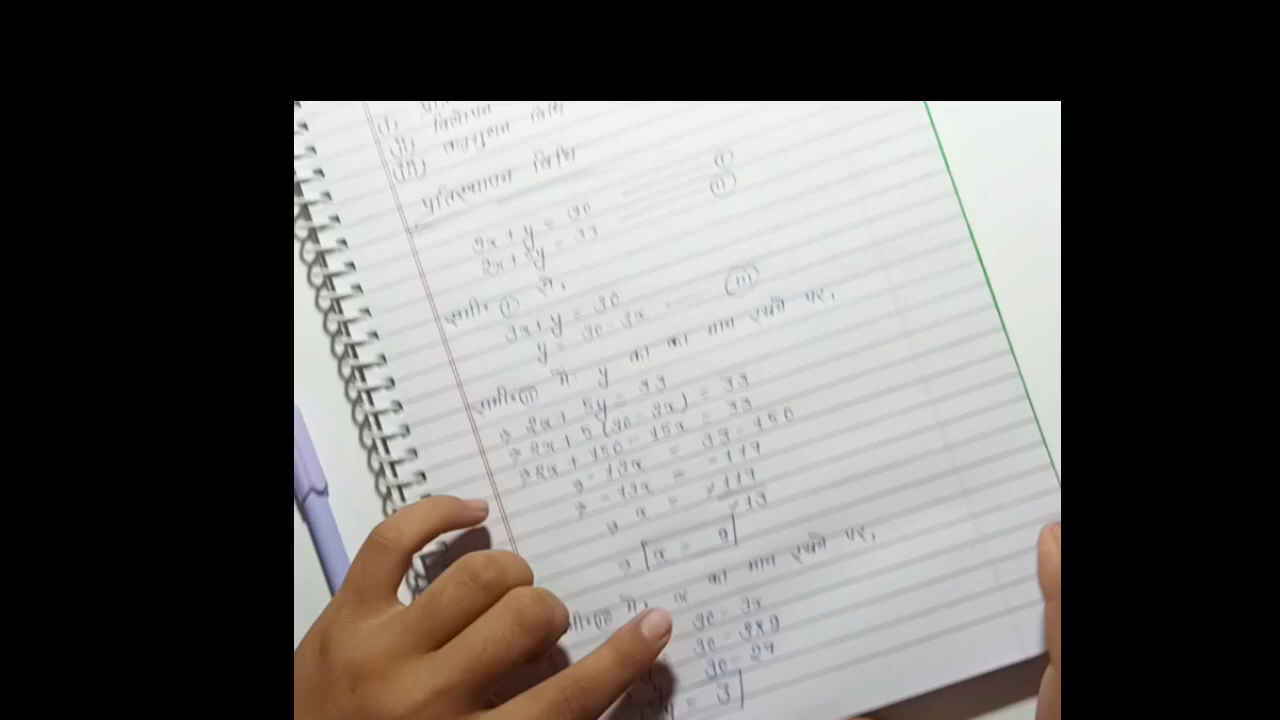 (i)
(ii) विलोपन विधि
(iii) वज्रगुणन विधि
प्रतिस्थापन विधि
3x + y = 30 (i)
2x + 5y = 33 (ii)
समी० (i) से,
3x + y = 30
y = 30 - 3x (iii)
समी० (ii) में y का का मान रखने पर,
⇒ 2x + 5y = 33
⇒ 2x + 5 (30 - 3x) = 33
⇒ 2x + 150 - 15x = 33
⇒ - 13x = 33 - 150
⇒ - 13x = - 117
⇒ x = -117
-13
⇒ x = 9
में, x का मान रखने पर,
30 - 3x
30 - 3x9
30 - 27
y = 3